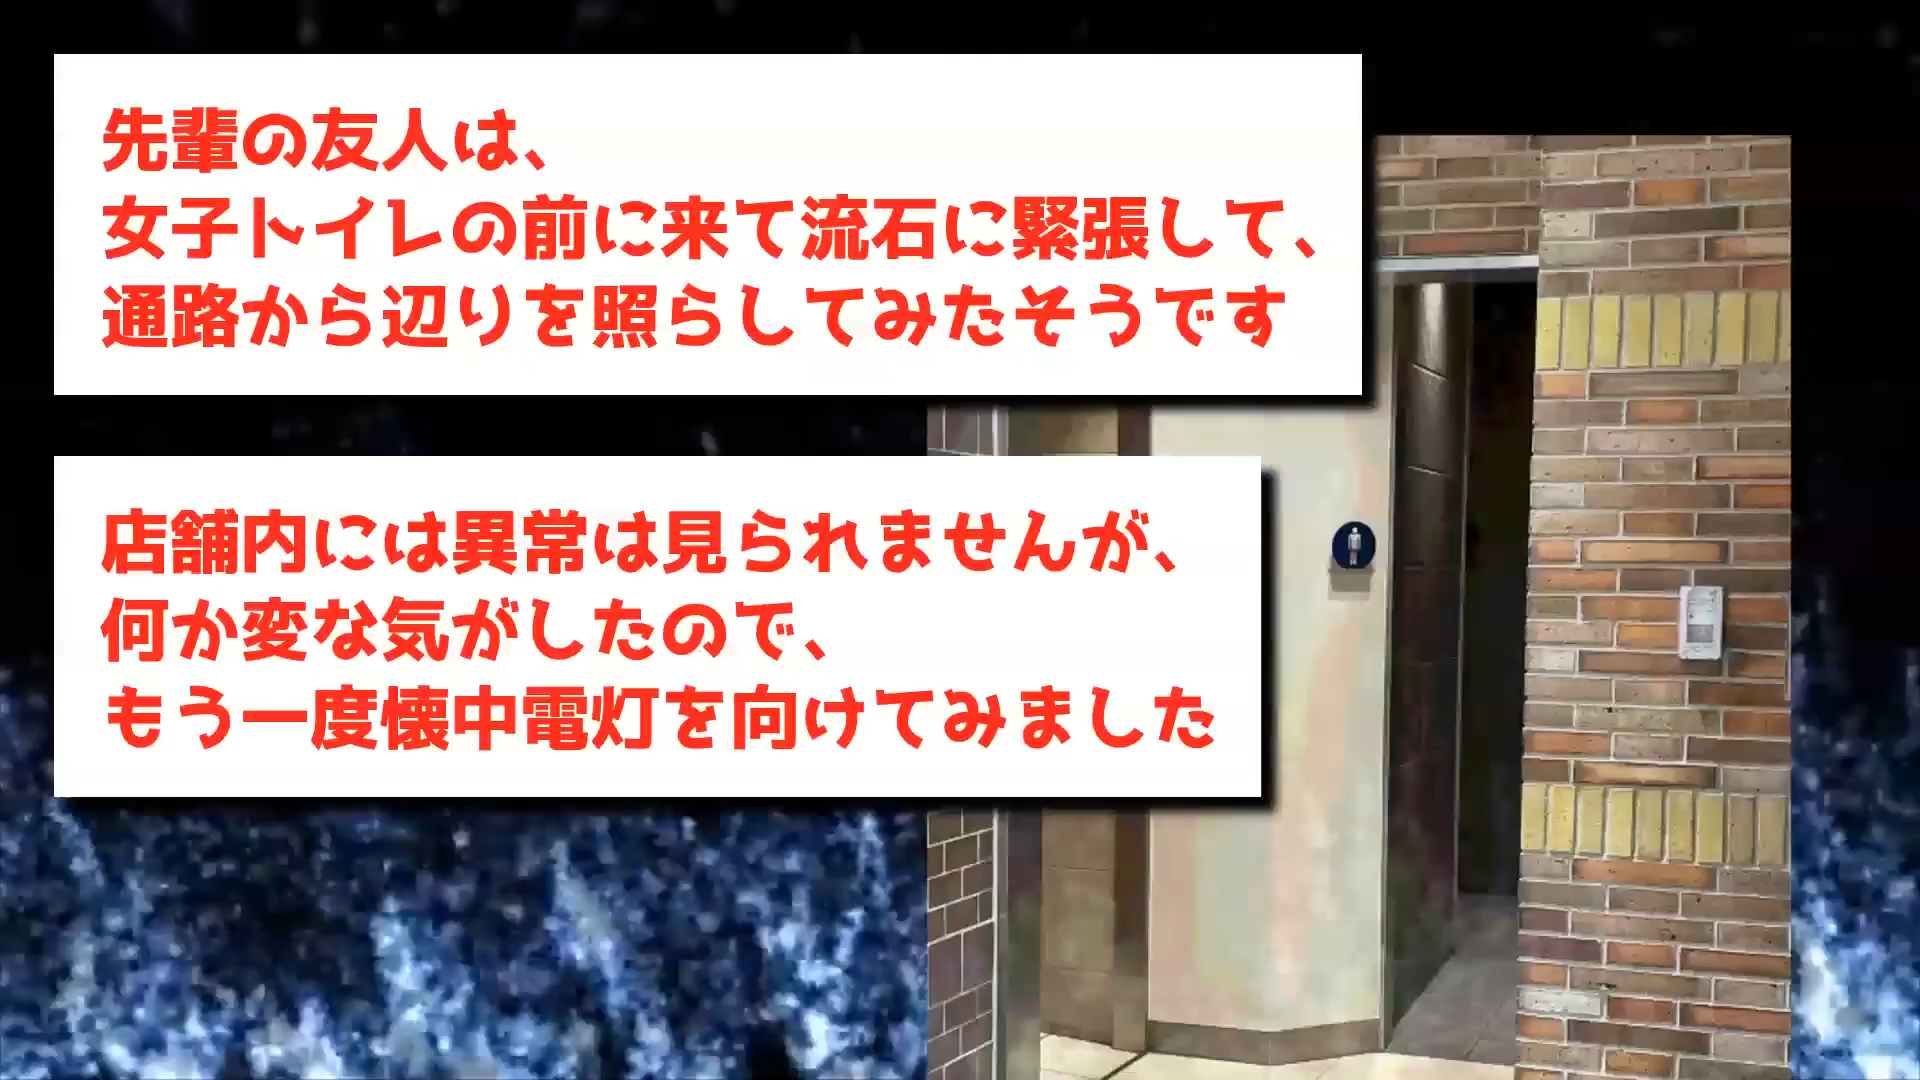 先輩の友人は、
女子トイレの前に来て流石に緊張して、
通路から辺りを照らしてみたそうです
店舗内には異常は見られませんが、
何か変な気がしたので、
もう一度懐中電灯を向けてみました